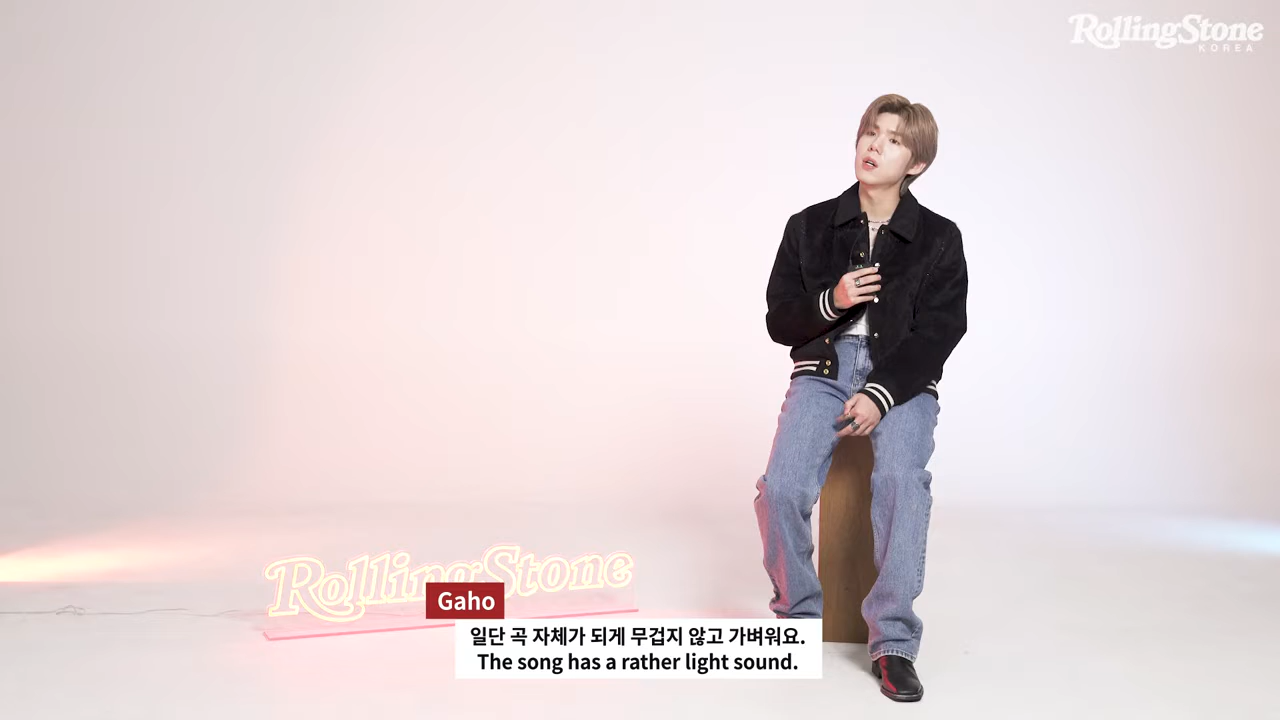 RollingStone
KOREA
RollingStone
Gaho
일단 곡 자체가 되게 무겁지 않고 가벼워요.
The song has a rather light sound.